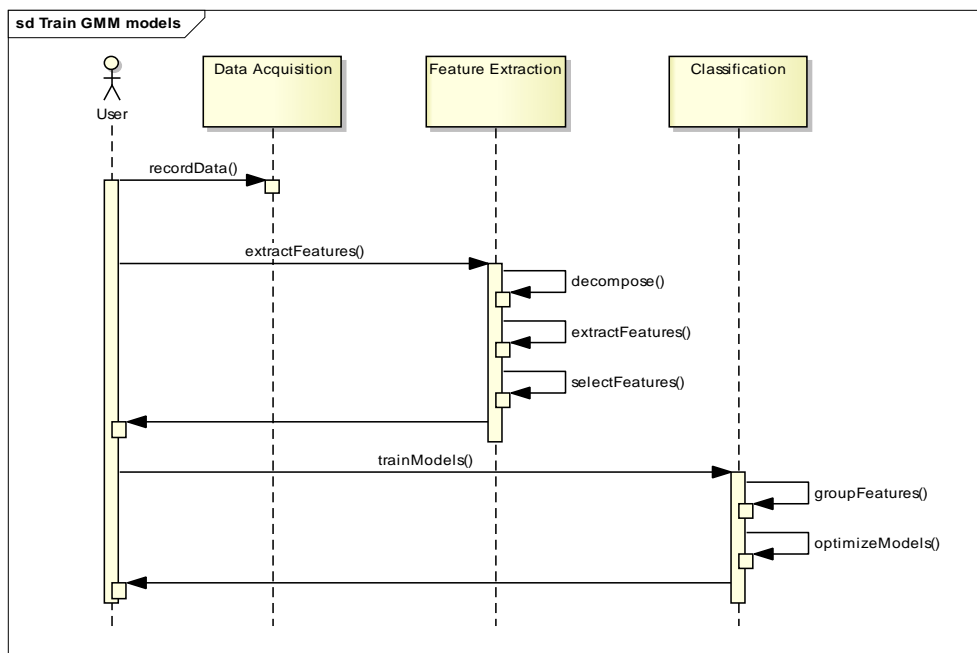 sd Train GMM models
User
Data Acquisition
Feature Extraction
Classification
recordData()
extractFeatures()
decompose()
extractFeatures()
selectFeatures()
trainModels()
groupFeatures()
optimizeModels()